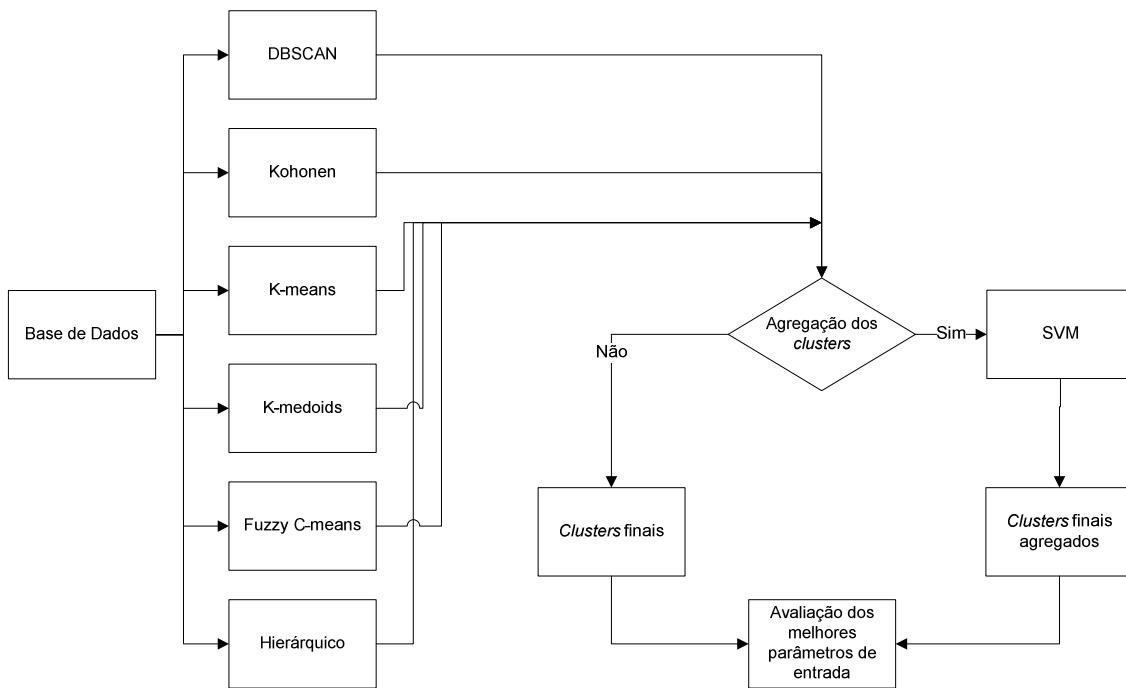 DBSCAN
Kohonen
K-means
Base de Dados
K-medoids
Fuzzy C-means
Hierárquico
Agregação dos
clusters
Sim
SVM
Não
Clusters finais
Clusters finais
agregados
Avaliação dos
melhores
parâmetros de
entrada